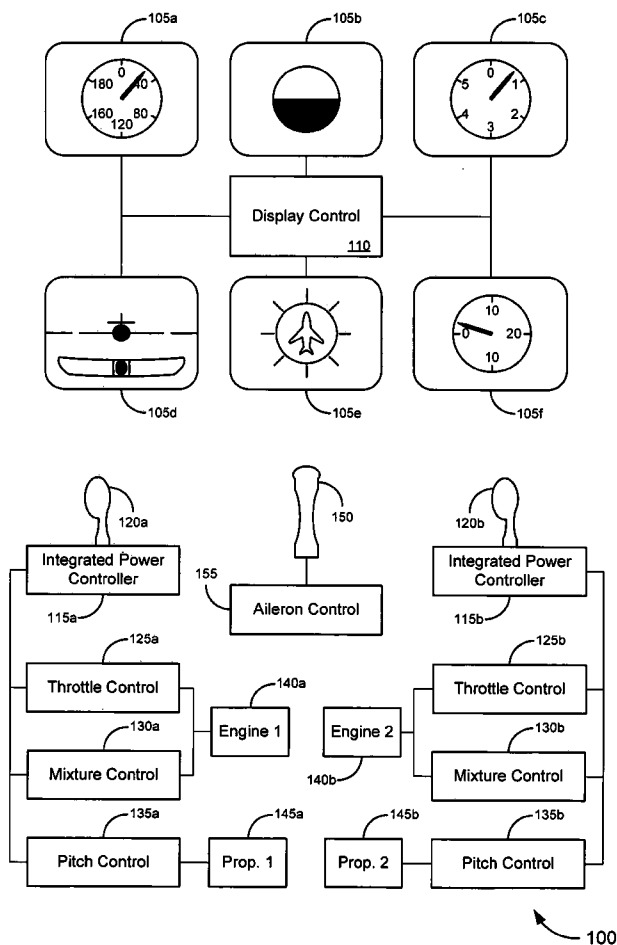 105a
105b
105c
0
180
40
160
80
120
0
5
1
4
2
3
Display Control
110
10
0
20
10
105d
105e
105f
120a
150
120b
Integrated Power
Controller
115a
155
Aileron Control
Integrated Power
Controller
115b
125a
Throttle Control
130a
Mixture Control
140a
Engine 1
Engine 2
140b
125b
Throttle Control
130b
Mixture Control
135a
Pitch Control
145a
Prop. 1
145b
Prop. 2
135b
Pitch Control
100